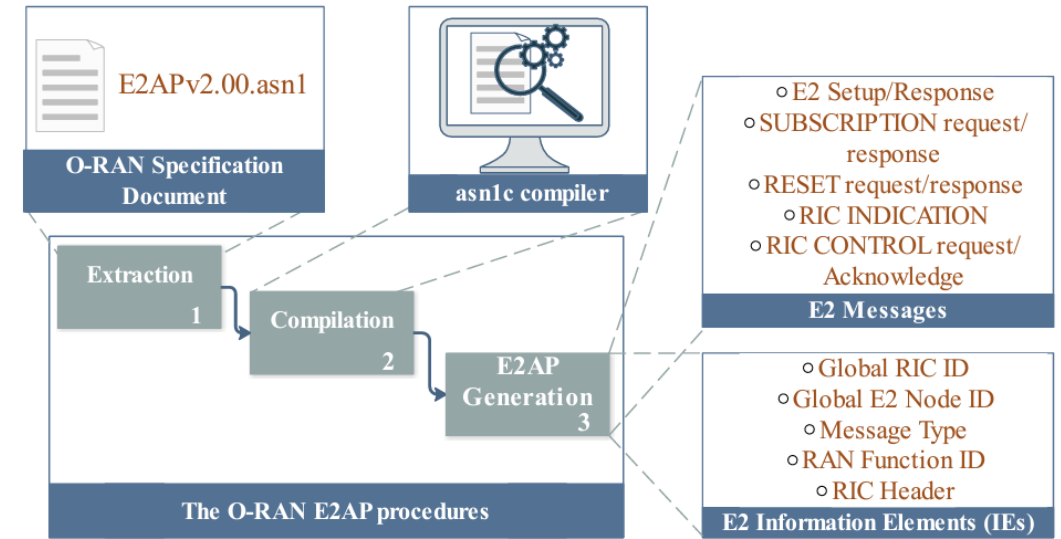 E2APv2.00.asn1
O-RAN Specification
Document
asn1c compiler
Extraction
1
Compilation
2
E2AP
Generation
3
The O-RAN E2AP procedures
E2 Setup/Response
SUBSCRIPTION request/
response
RESET request/response
RIC INDICATION
RIC CONTROL request/
Acknowledge
E2 Messages
Global RIC ID
Global E2 Node ID
Message Type
RAN Function ID
RIC Header
E2 Information Elements (IEs)